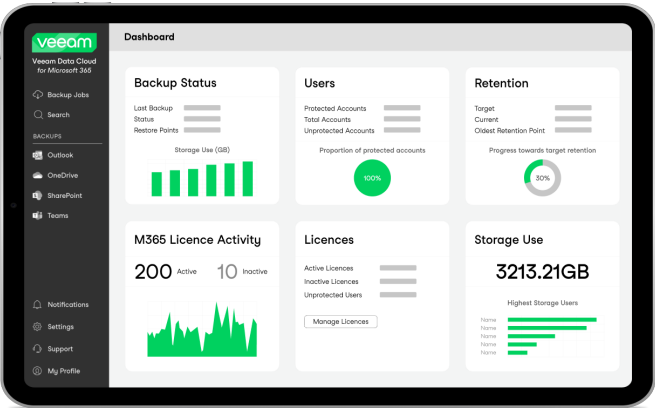 veeam
Veeam Data Cloud
for Microsoft 365
Backup Jobs
Search
BACKUPS
Outlook
OneDrive
SharePoint
Teams
Notifications
Settings
Support
My Profile
Dashboard
Backup Status
Last Backup
Status
Restore Points
Storage Use (GB)
Users
Protected Accounts
Total Accounts
Unprotected Accounts
Proportion of protected accounts
100%
Retention
Target
Current
Oldest Retention Point
Progress towards target retention
30%
M365 Licence Activity
200 Active 10 Inactive
Licences
Active Licences
Inactive Licences
Unprotected Users
Manage Licences
Storage Use
3213.21GB
Highest Storage Users
Name
Name
Name
Name
Name